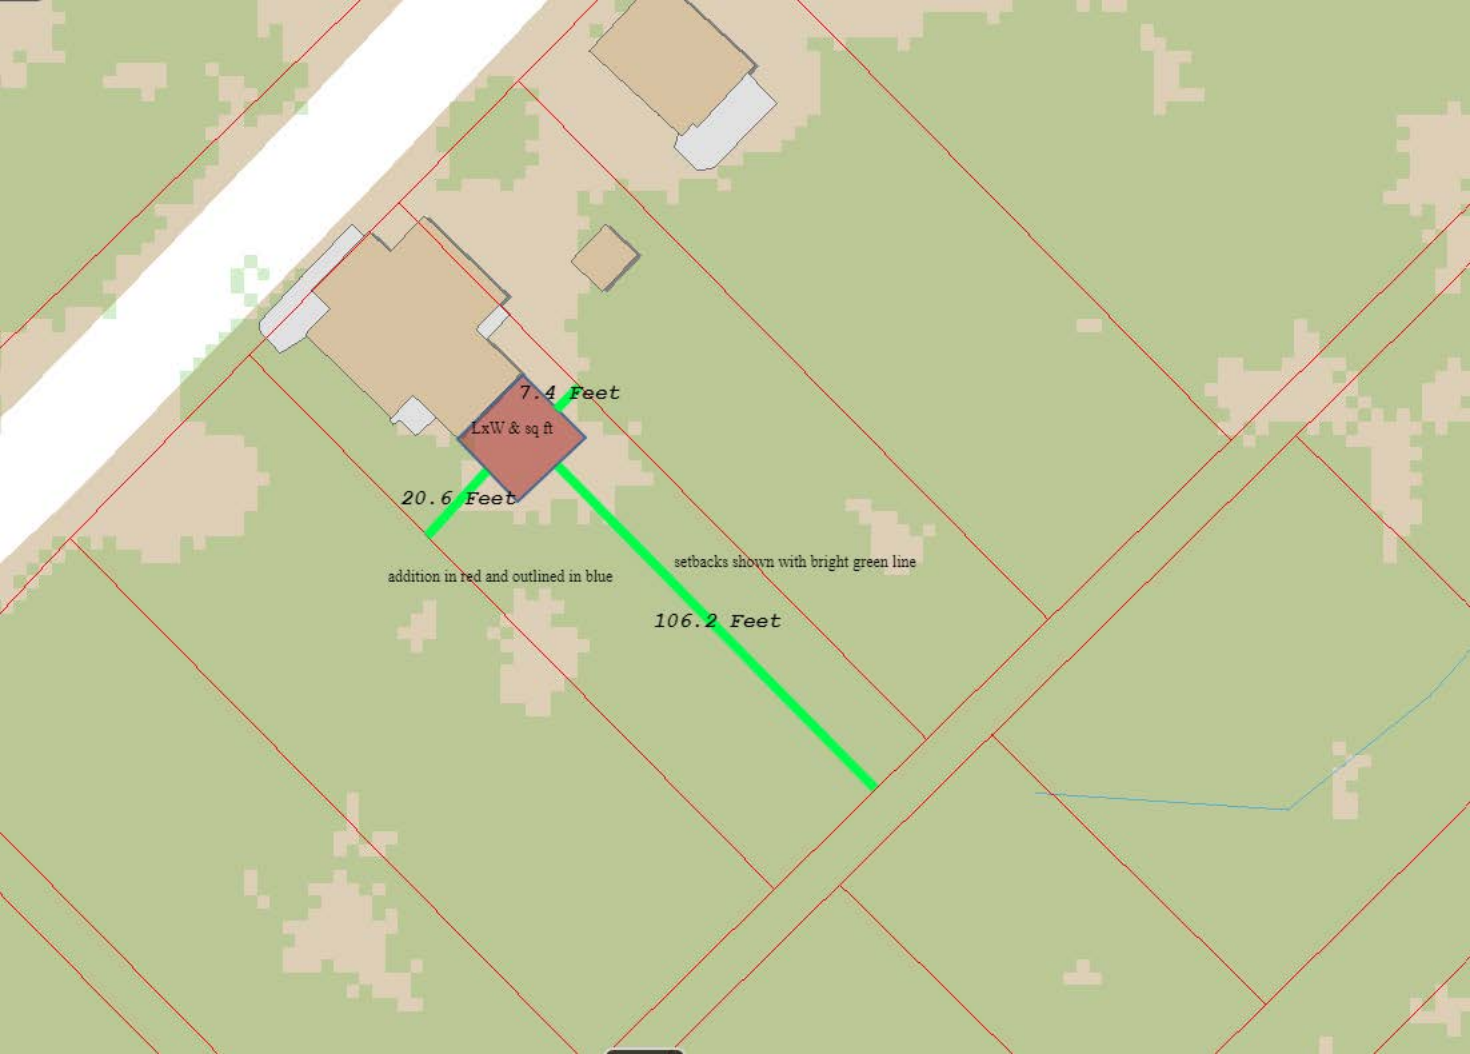 7.4 Feet
LxW & sq ft
20.6 Feet
setbacks shown with bright green line
addition in red and outlined in blue
106.2 Feet